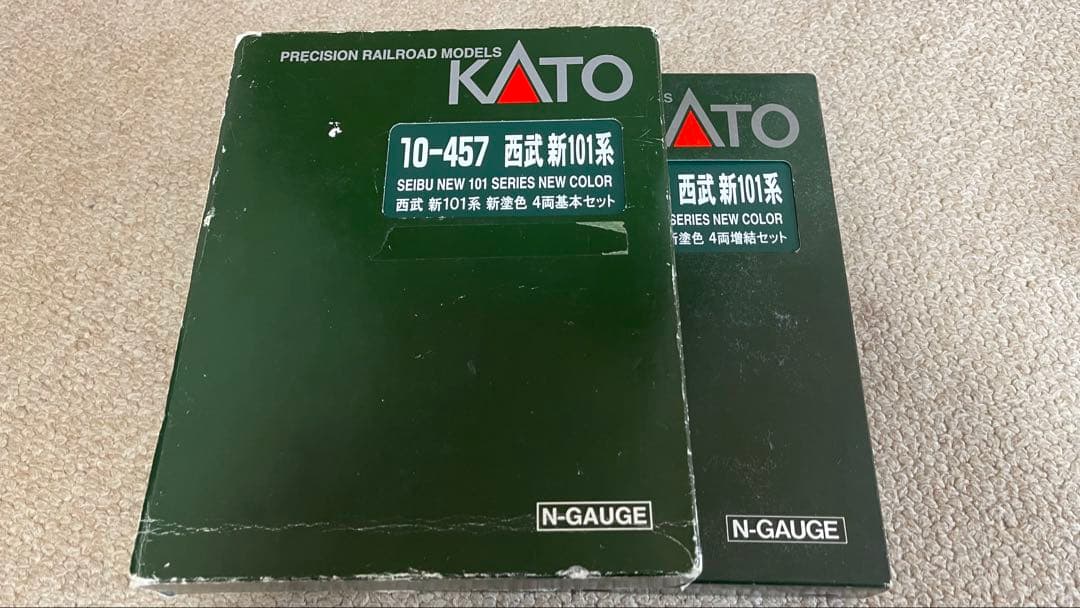 PRECISION RAILROAD MODELS
KATO
10-457 西武 新101系
SEIBU NEW 101 SERIES NEW COLOR
西武 新101系 新塗色 4両基本セット
N-GAUGE
ATO
西武 新101系
SERIES NEW COLOR
新塗色 4両増結セット
N-GAUGE